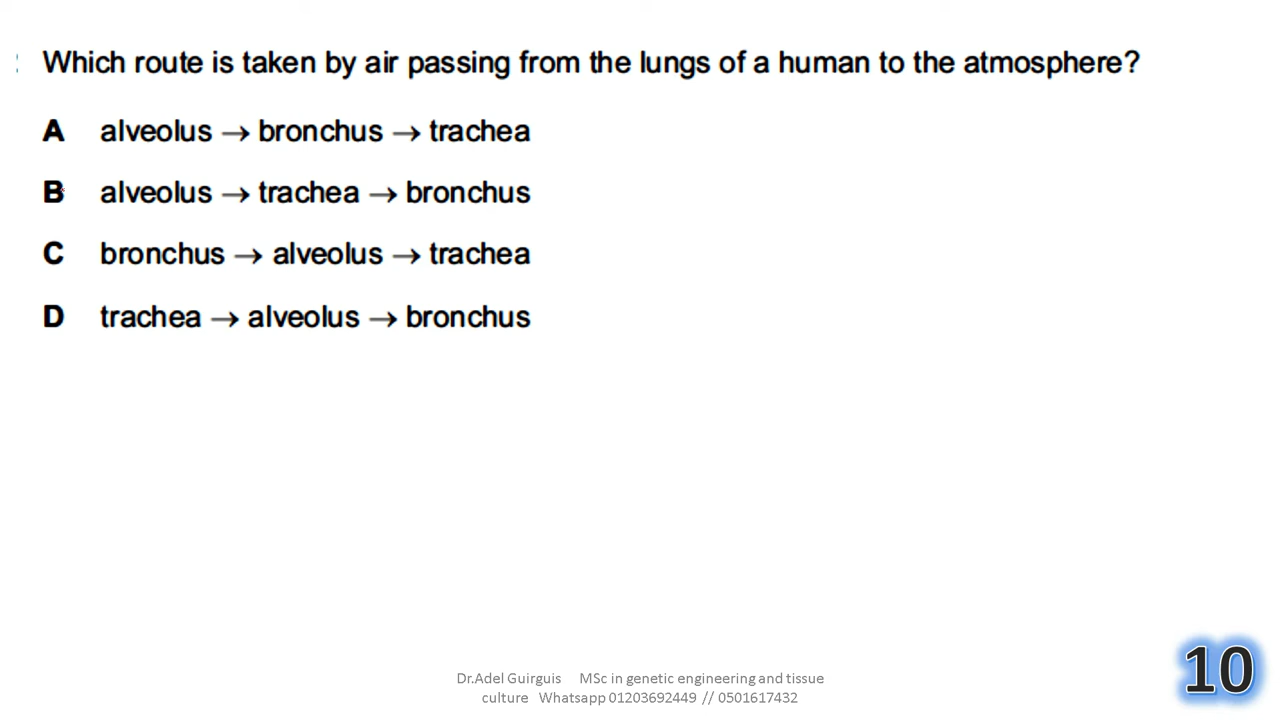 Which route is taken by air passing from the lungs of a human to the atmosphere?
A alveolus → bronchus → trachea
B alveolus → trachea → bronchus
C bronchus → alveolus → trachea
D trachea → alveolus → bronchus
Dr.Adel Guirguis MSc in genetic engineering and tissue
culture Whatsapp 01203692449 // 0501617432
10